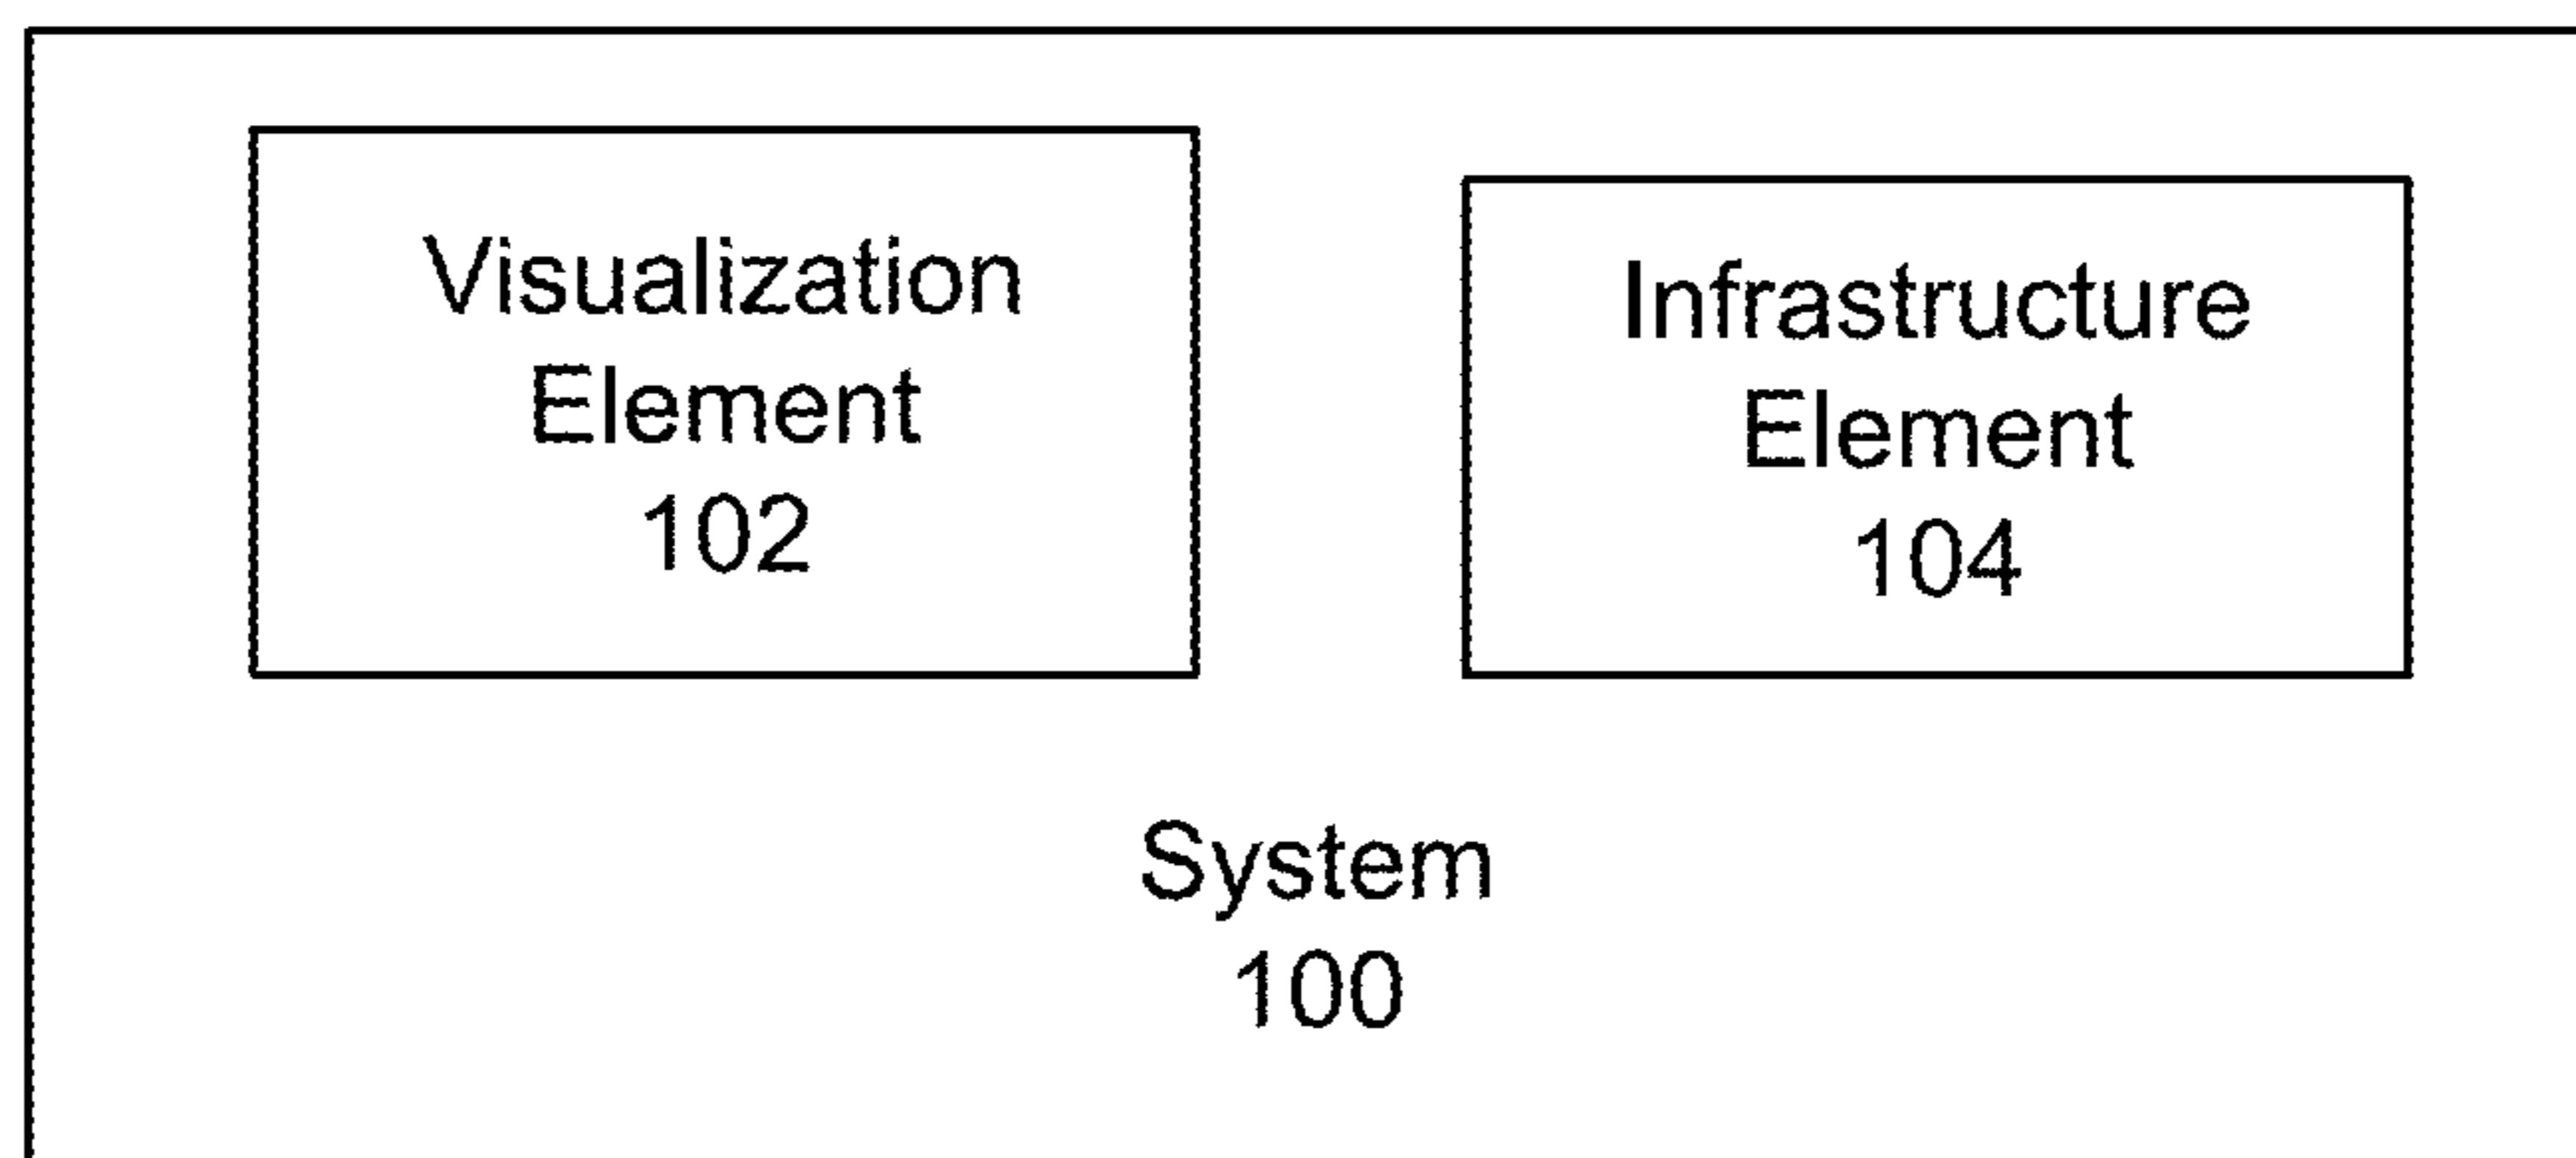 Visualization
Element
102
Infrastructure
Element
104
System
100